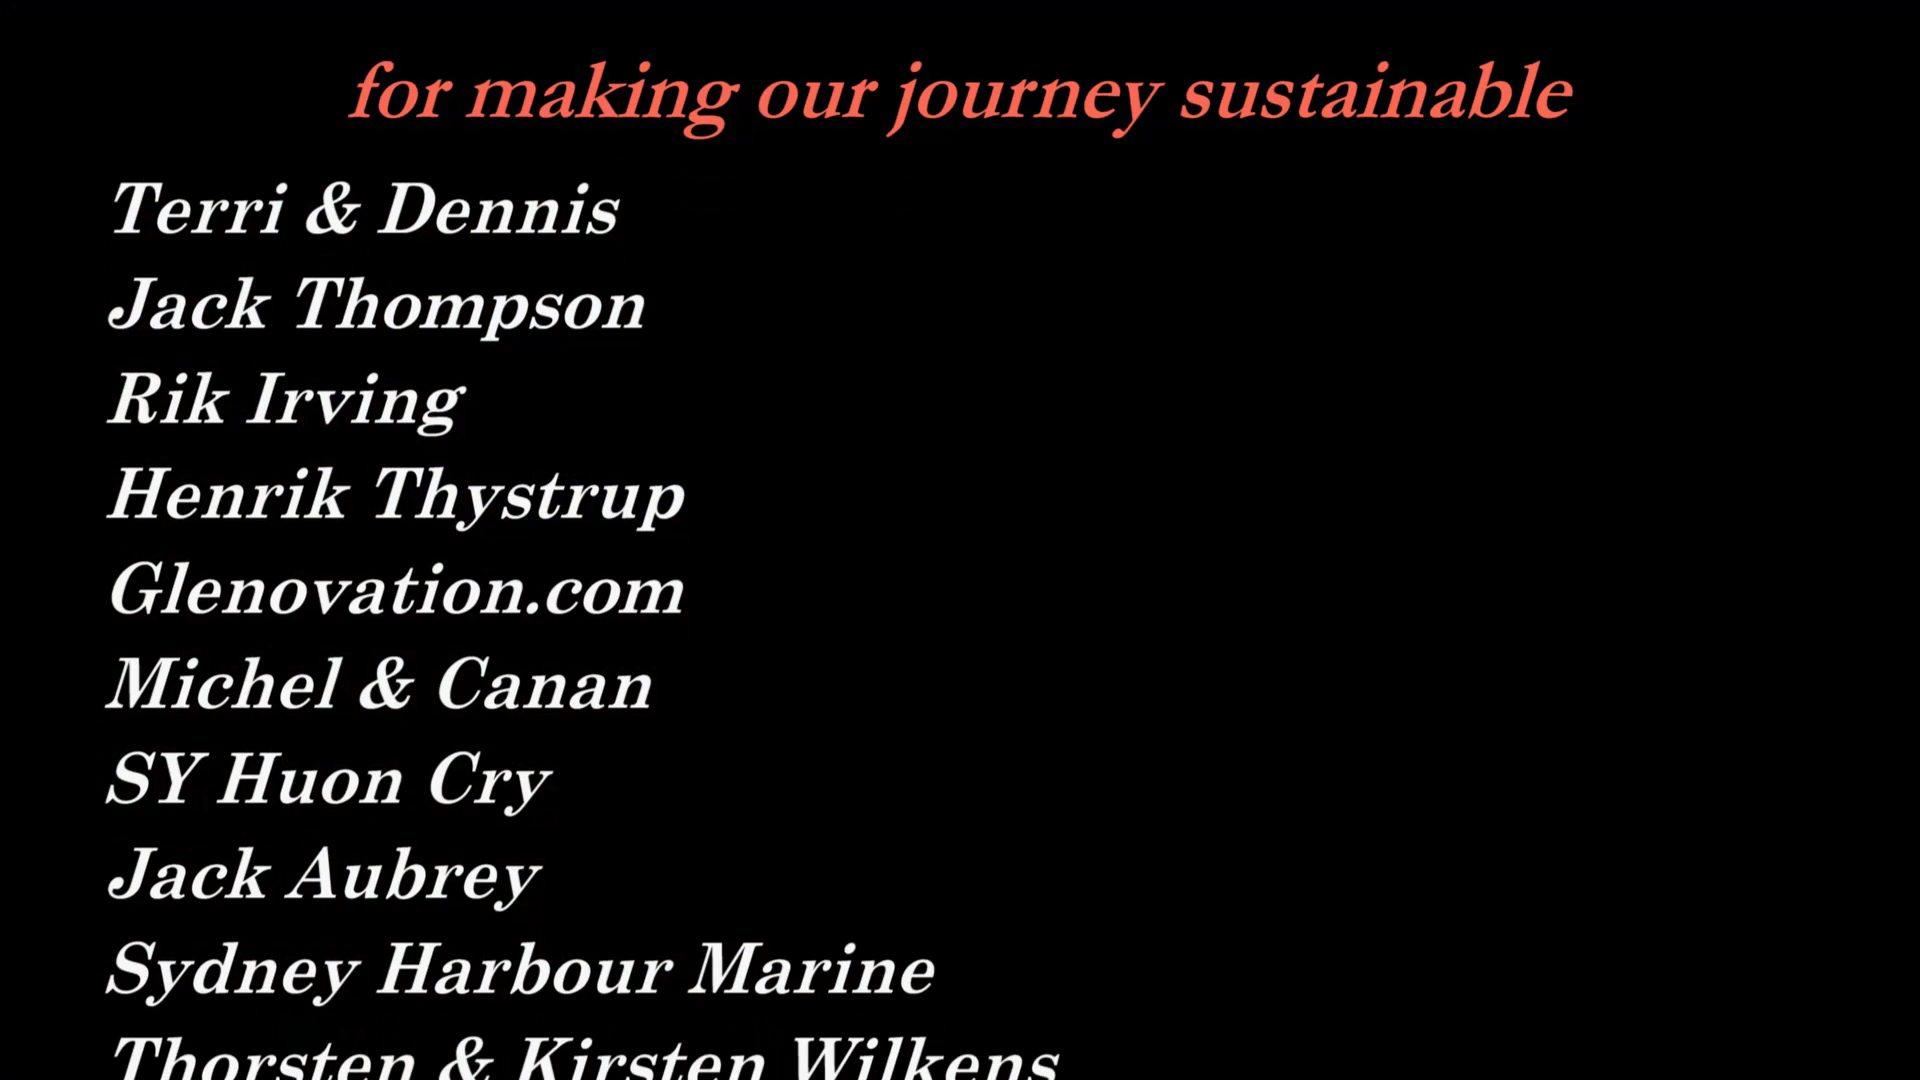 for making our journey sustainable
Terri & Dennis
Jack Thompson
Rik Irving
Henrik Thystrup
Glenovation.com
Michel & Canan
SY Huon Cry
Jack Aubrey
Sydney Harbour Marine
Thorsten & Kirsten Wilkens